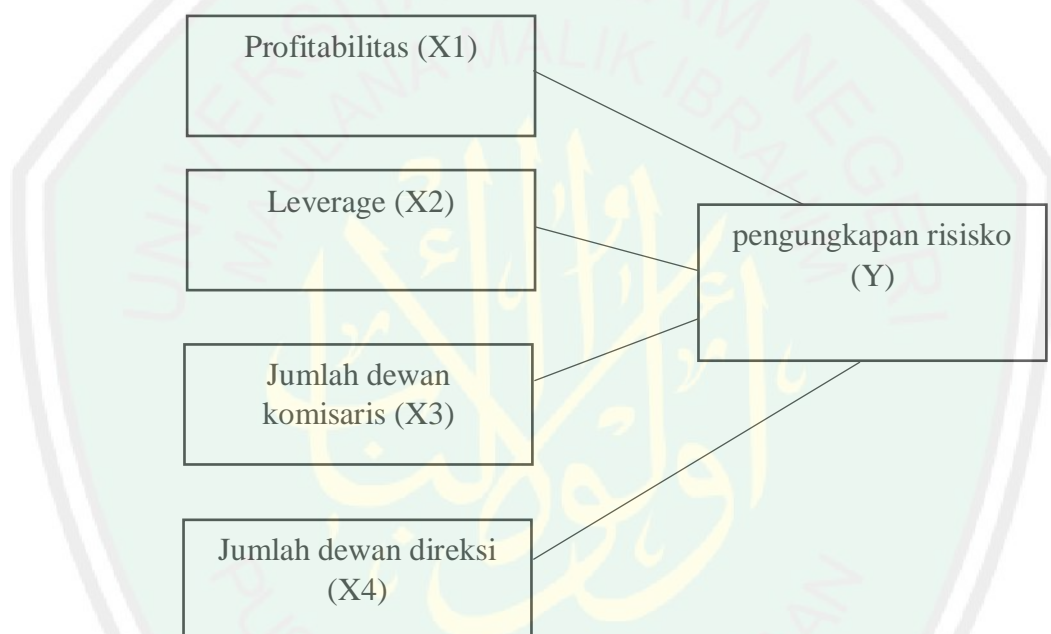 Profitabilitas (X1)
Leverage (X2)
pengungkapan risisko
(Y)
Jumlah dewan
komisaris (X3)
Jumlah dewan direksi
(X4)